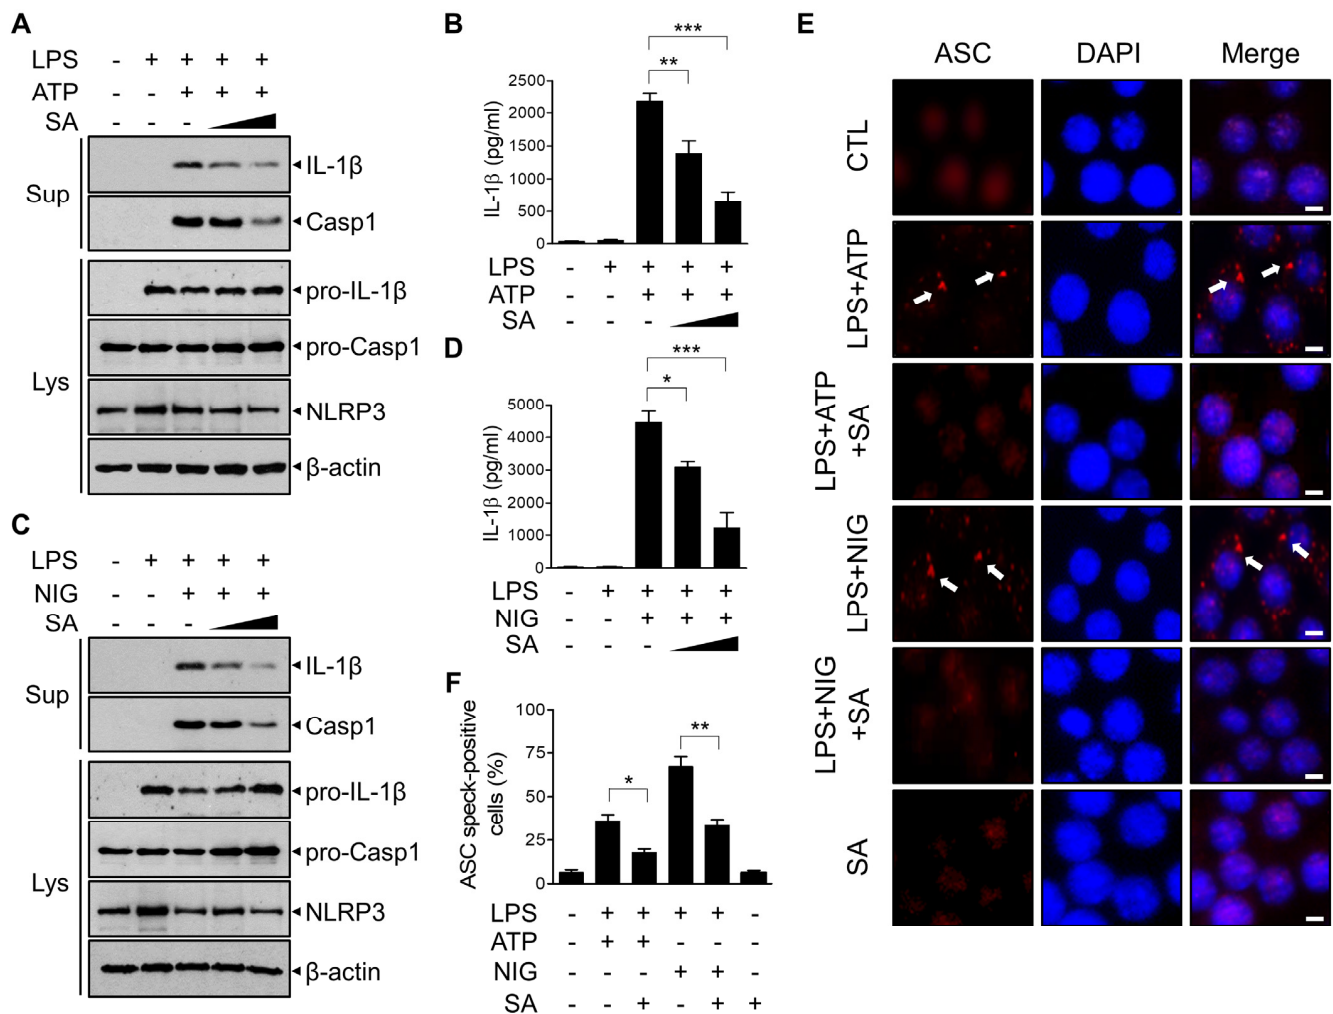 A
LPS - + + + +
ATP - - + + +
SA - - -
Sup
IL-1β
Casp1
Lys
pro-IL-1β
pro-Casp1
NLRP3
β-actin
B
*** 
**
IL-1β (pg/ml)
2500
2000
1500
1000
500
0
LPS - + + + +
ATP - - + + +
SA - - -
C
LPS - + + + +
NIG - - + + +
SA - - -
Sup
IL-1β
Casp1
Lys
pro-IL-1β
pro-Casp1
NLRP3
β-actin
D
***
*
IL-1β (pg/ml)
5000
4000
3000
2000
1000
0
LPS - + + + +
NIG - - + + +
SA - - -
E
ASC DAPI Merge
CTL
LPS+ATP
LPS+ATP
+SA
LPS+NIG
LPS+NIG
+SA
SA
F
ASC speck-positive
cells (%)
100
75
50
25
0
*
**
LPS - + + + + -
ATP - + + - - -
NIG - - - + + -
SA - - + - + +